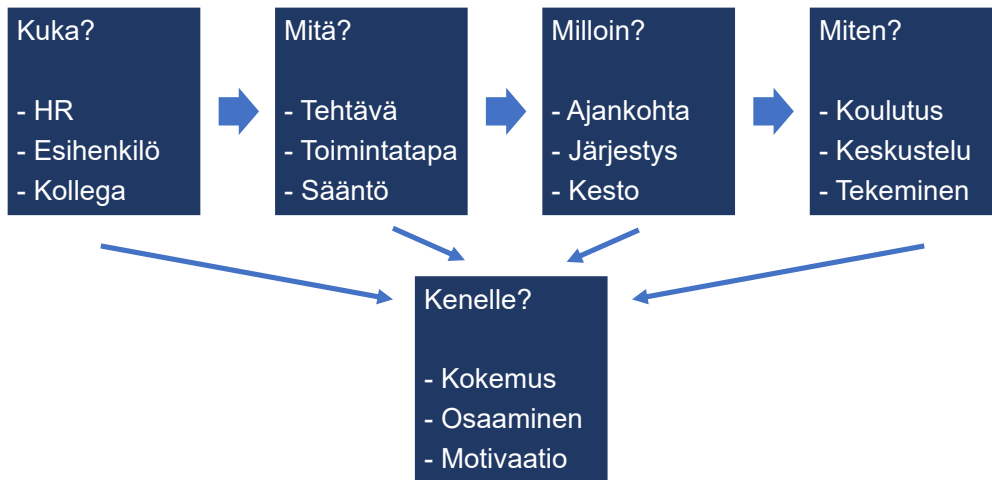 Kuka?
- HR
- Esihenkilö
- Kollega
Mitä?
- Tehtävä
- Toimintatapa
- Sääntö
Milloin?
- Ajankohta
- Järjestys
- Kesto
Miten?
- Koulutus
- Keskustelu
- Tekeminen
Kenelle?
- Kokemus
- Osaaminen
- Motivaatio